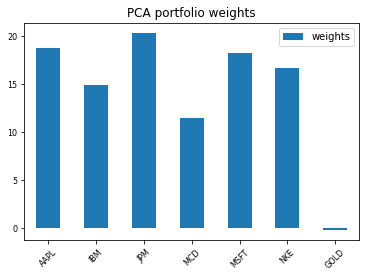 PCA portfolio weights
weights
20
15
10
5
0
AAPL
IBM
JPM
MCD
MSFT
NKE
GOLD